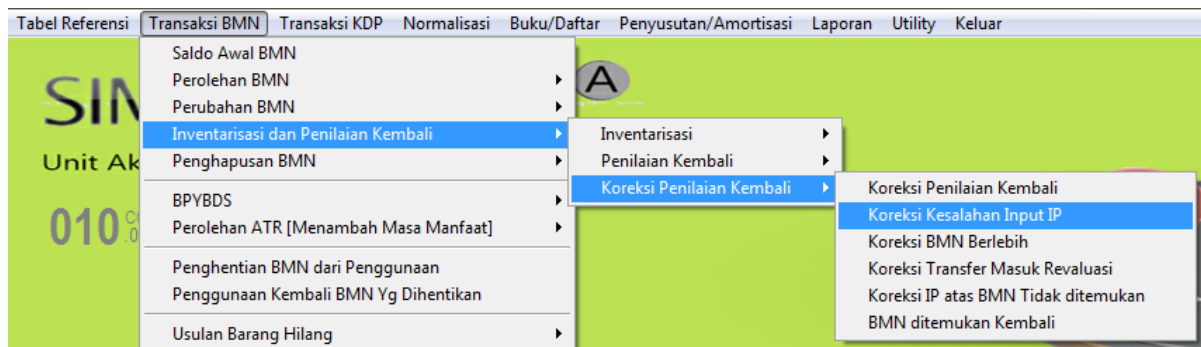 Tabel Referensi Transaksi BMN Transaksi KDP Normalisasi Buku/Daftar Penyusutan/Amortisasi Laporan Utility Keluar
Saldo Awal BMN
Perolehan BMN
Perubahan BMN
Inventarisasi dan Penilaian Kembali
Penghapusan BMN
BPYBDS
Perolehan ATR [Menambah Masa Manfaat]
Penghentian BMN dari Penggunaan
Penggunaan Kembali BMN Yg Dihentikan
Usulan Barang Hilang
Inventarisasi
Penilaian Kembali
Koreksi Penilaian Kembali
Koreksi Penilaian Kembali
Koreksi Kesalahan Input IP
Koreksi BMN Berlebih
Koreksi Transfer Masuk Revaluasi
Koreksi IP atas BMN Tidak ditemukan
BMN ditemukan Kembali
A
Unit Ak
010